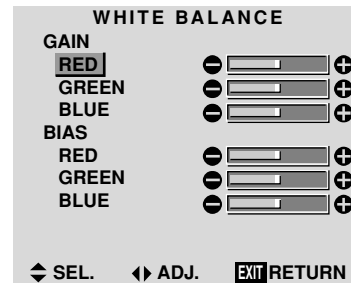 WHITE BALANCE
GAIN
RED
GREEN
BLUE
BIAS
RED
GREEN
BLUE
SEL. ADJ. EXIT RETURN